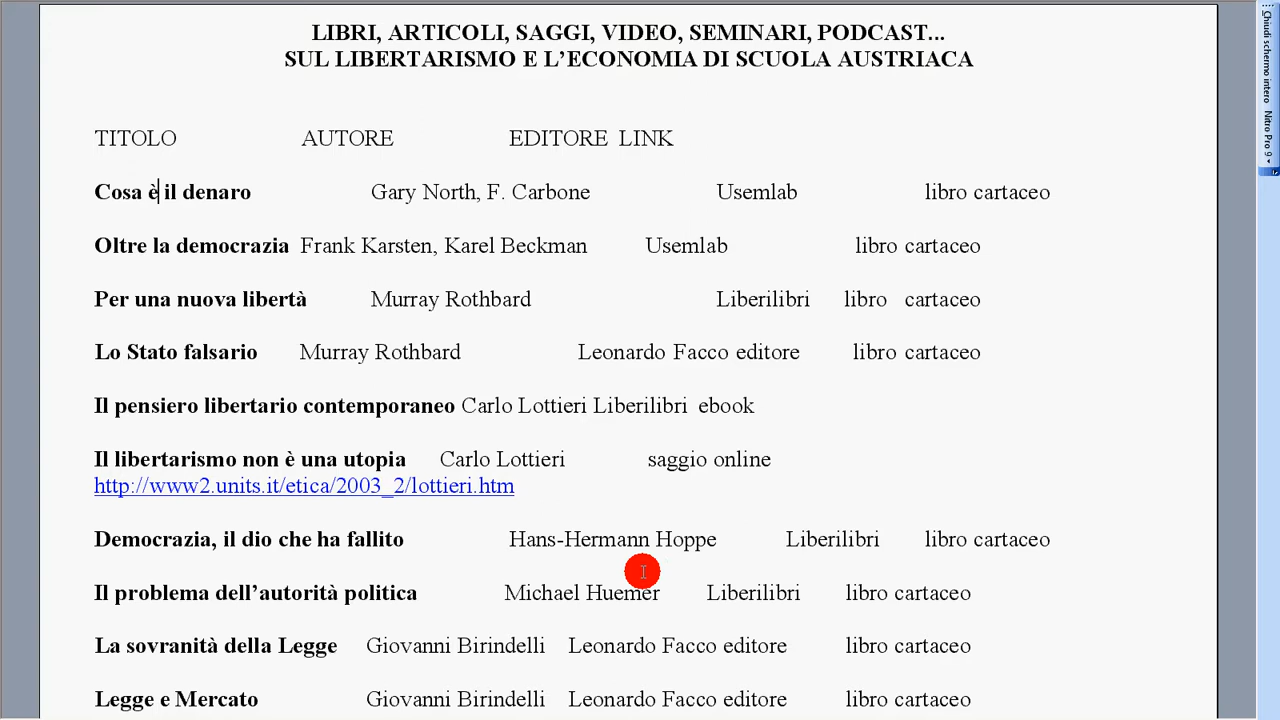 LIBRI, ARTICOLI, SAGGI, VIDEO, SEMINARI, PODCAST...
SUL LIBERTARISMO E L’ECONOMIA DI SCUOLA AUSTRIACA
TITOLO AUTORE EDITORE LINK
Cosa è il denaro Gary North, F. Carbone Usemlab libro cartaceo
Oltre la democrazia Frank Karsten, Karel Beckman Usemlab libro cartaceo
Per una nuova libertà Murray Rothbard Liberilibri libro cartaceo
Lo Stato falsario Murray Rothbard Leonardo Facco editore libro cartaceo
Il pensiero libertario contemporaneo Carlo Lottieri Liberilibri ebook
Il libertarismo non è una utopia Carlo Lottieri saggio online
http://www2.units.it/etica/2003_2/lottieri.htm
Democrazia, il dio che ha fallito Hans-Hermann Hoppe Liberilibri libro cartaceo
Il problema dell’autorità politica Michael Huemer Liberilibri libro cartaceo
La sovranità della Legge Giovanni Birindelli Leonardo Facco editore libro cartaceo
Legge e Mercato Giovanni Birindelli Leonardo Facco editore libro cartaceo
Chiudi schermo intero Nitro Pro 9